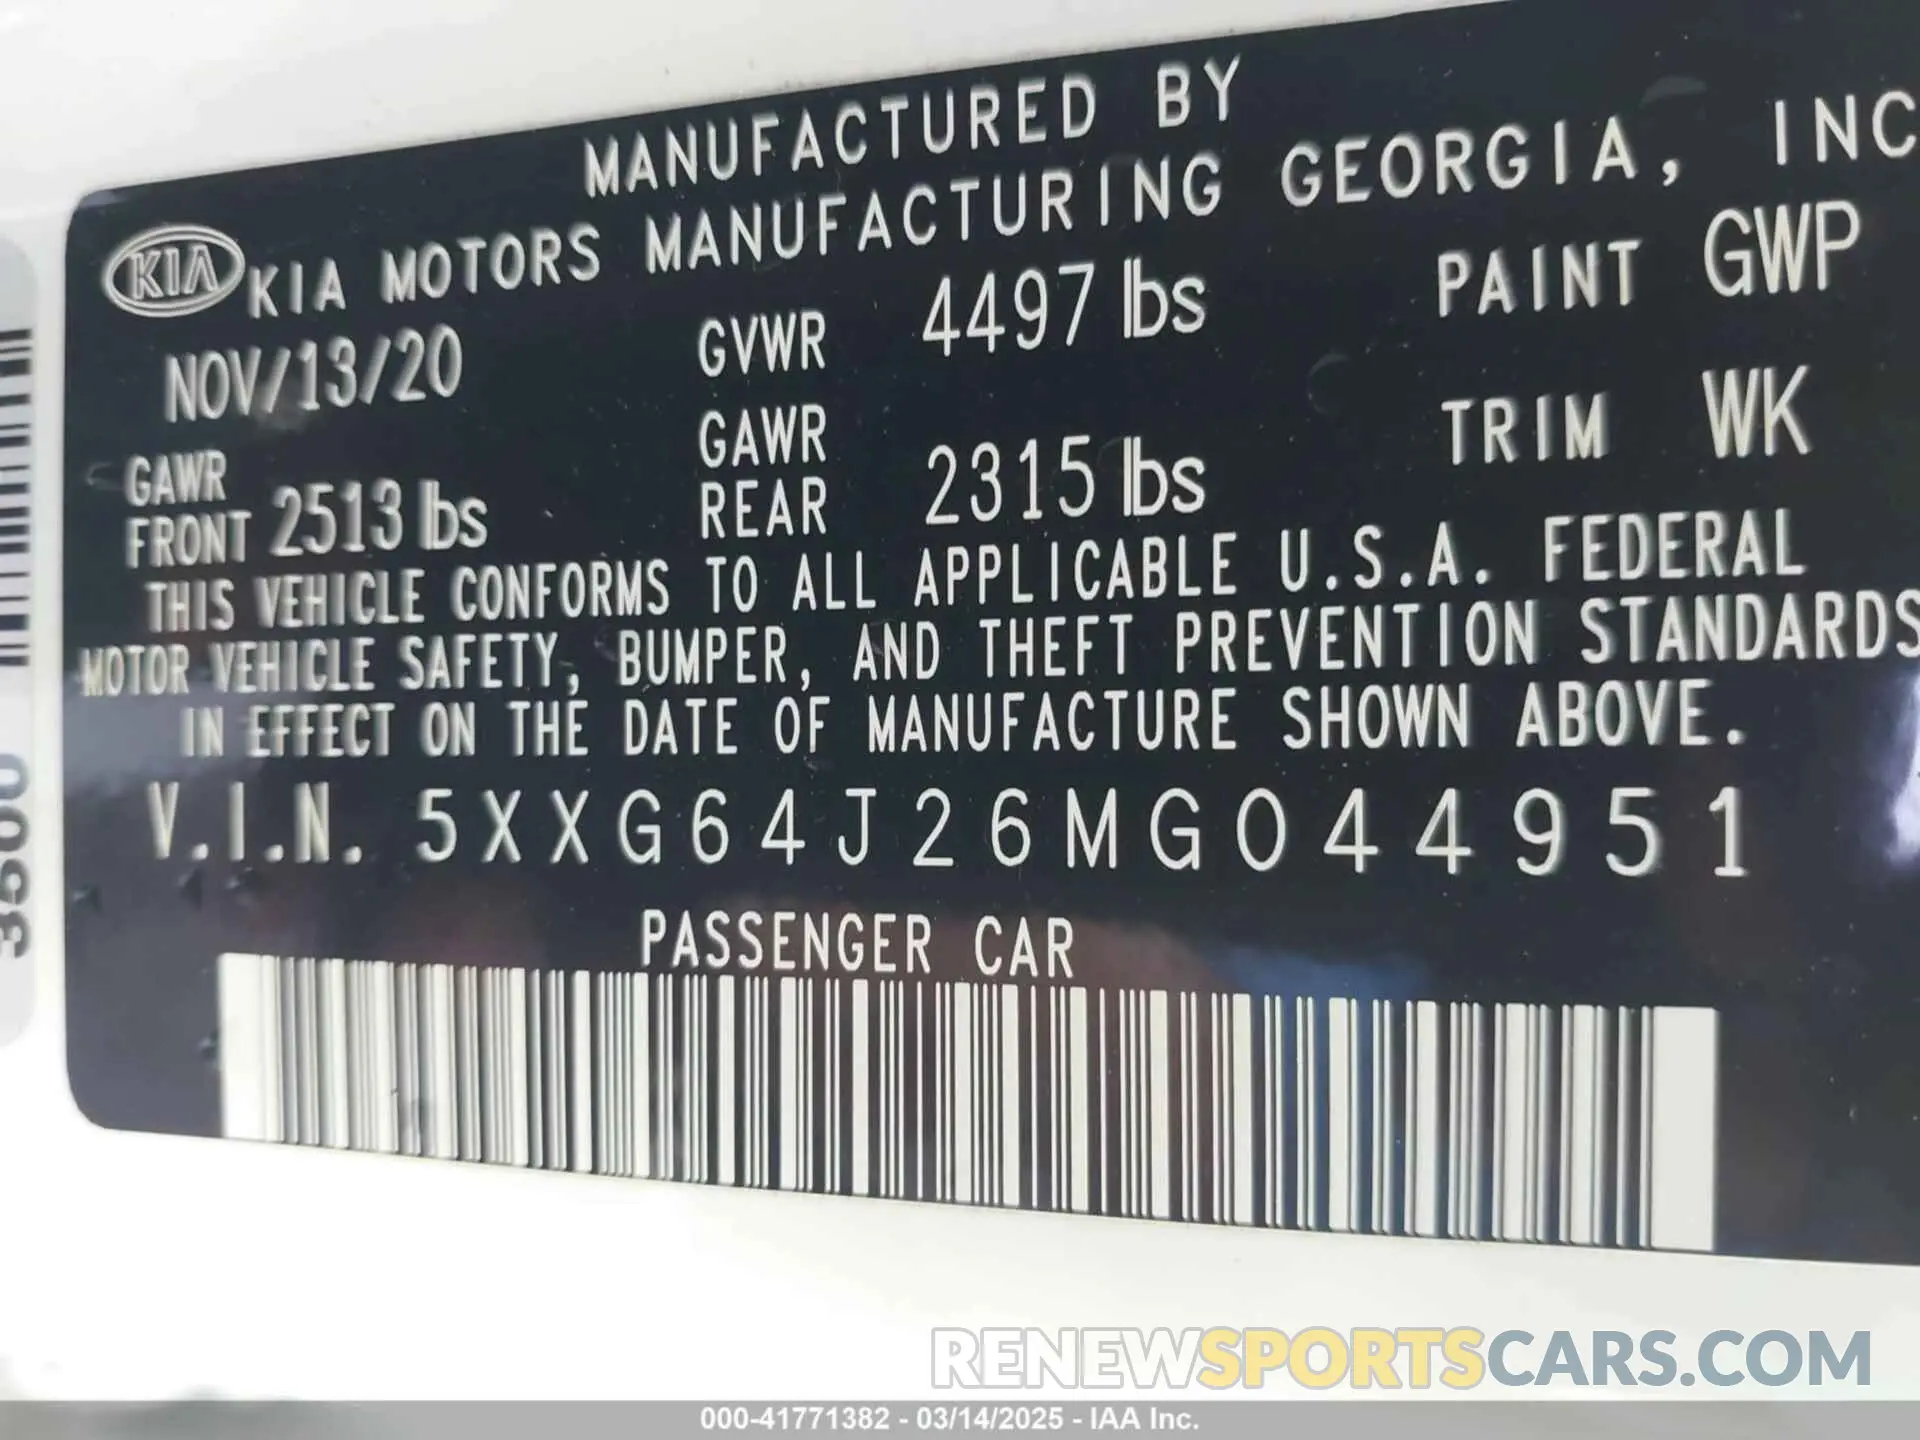 MANUFACTURED BY
KIA KIA MOTORS MANUFACTURING GEORGIA, INC
NOV/13/20 GVWR 4497 lbs PAINT GWP
GAWR FRONT 2513 lbs GAWR REAR 2315 lbs TRIM WK
THIS VEHICLE CONFORMS TO ALL APPLICABLE U.S.A. FEDERAL
MOTOR VEHICLE SAFETY, BUMPER, AND THEFT PREVENTION STANDARDS
IN EFFECT ON THE DATE OF MANUFACTURE SHOWN ABOVE.
V.I.N. 5XXG64J26MG044951
PASSENGER CAR
3500
RENEWSPORTSCARS.COM
000-41771382 - 03/14/2025 - IAA Inc.